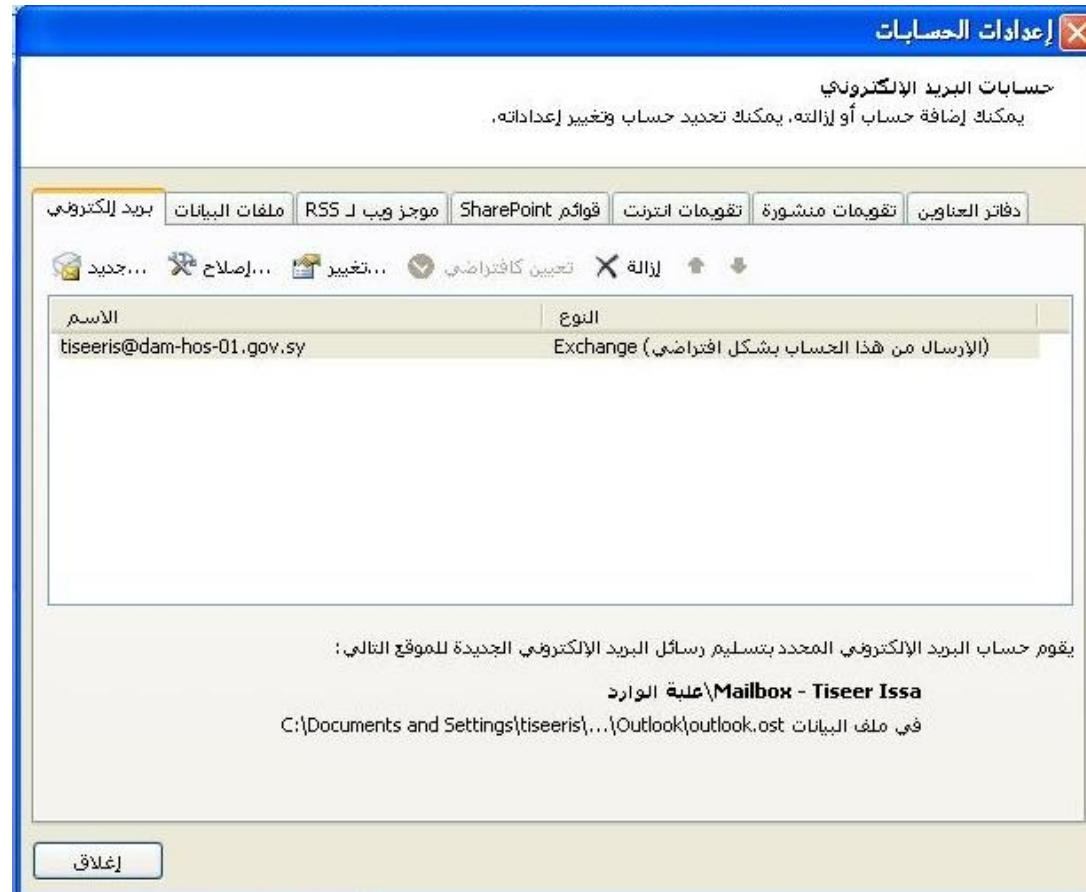 إعدادات الحسابات
حسابات البريد الإلكتروني
يمكنك إضافة حساب أو إزالته. يمكنك تحديد حساب وتغيير إعداداته.
بريد إلكتروني ملفات البيانات موجز ويب لـ RSS قوائم SharePoint تقويمات انترنت تقويمات منشورة دفاتر العناوين
جديد... إصلاح... تغيير... تعيين كافتراضي إزالة
الاسم النوع
tiseeris@dam-hos-01.gov.sy Exchange (الإرسال من هذا الحساب بشكل افتراضي)
يقوم حساب البريد الإلكتروني المحدد بتسليم رسائل البريد الإلكتروني الجديدة للموقع التالي:
Mailbox - Tiseer Issa\علبة الوارد
في ملف البيانات C:\Documents and Settings\tiseeris\...\Outlook\outlook.ost
إغلاق